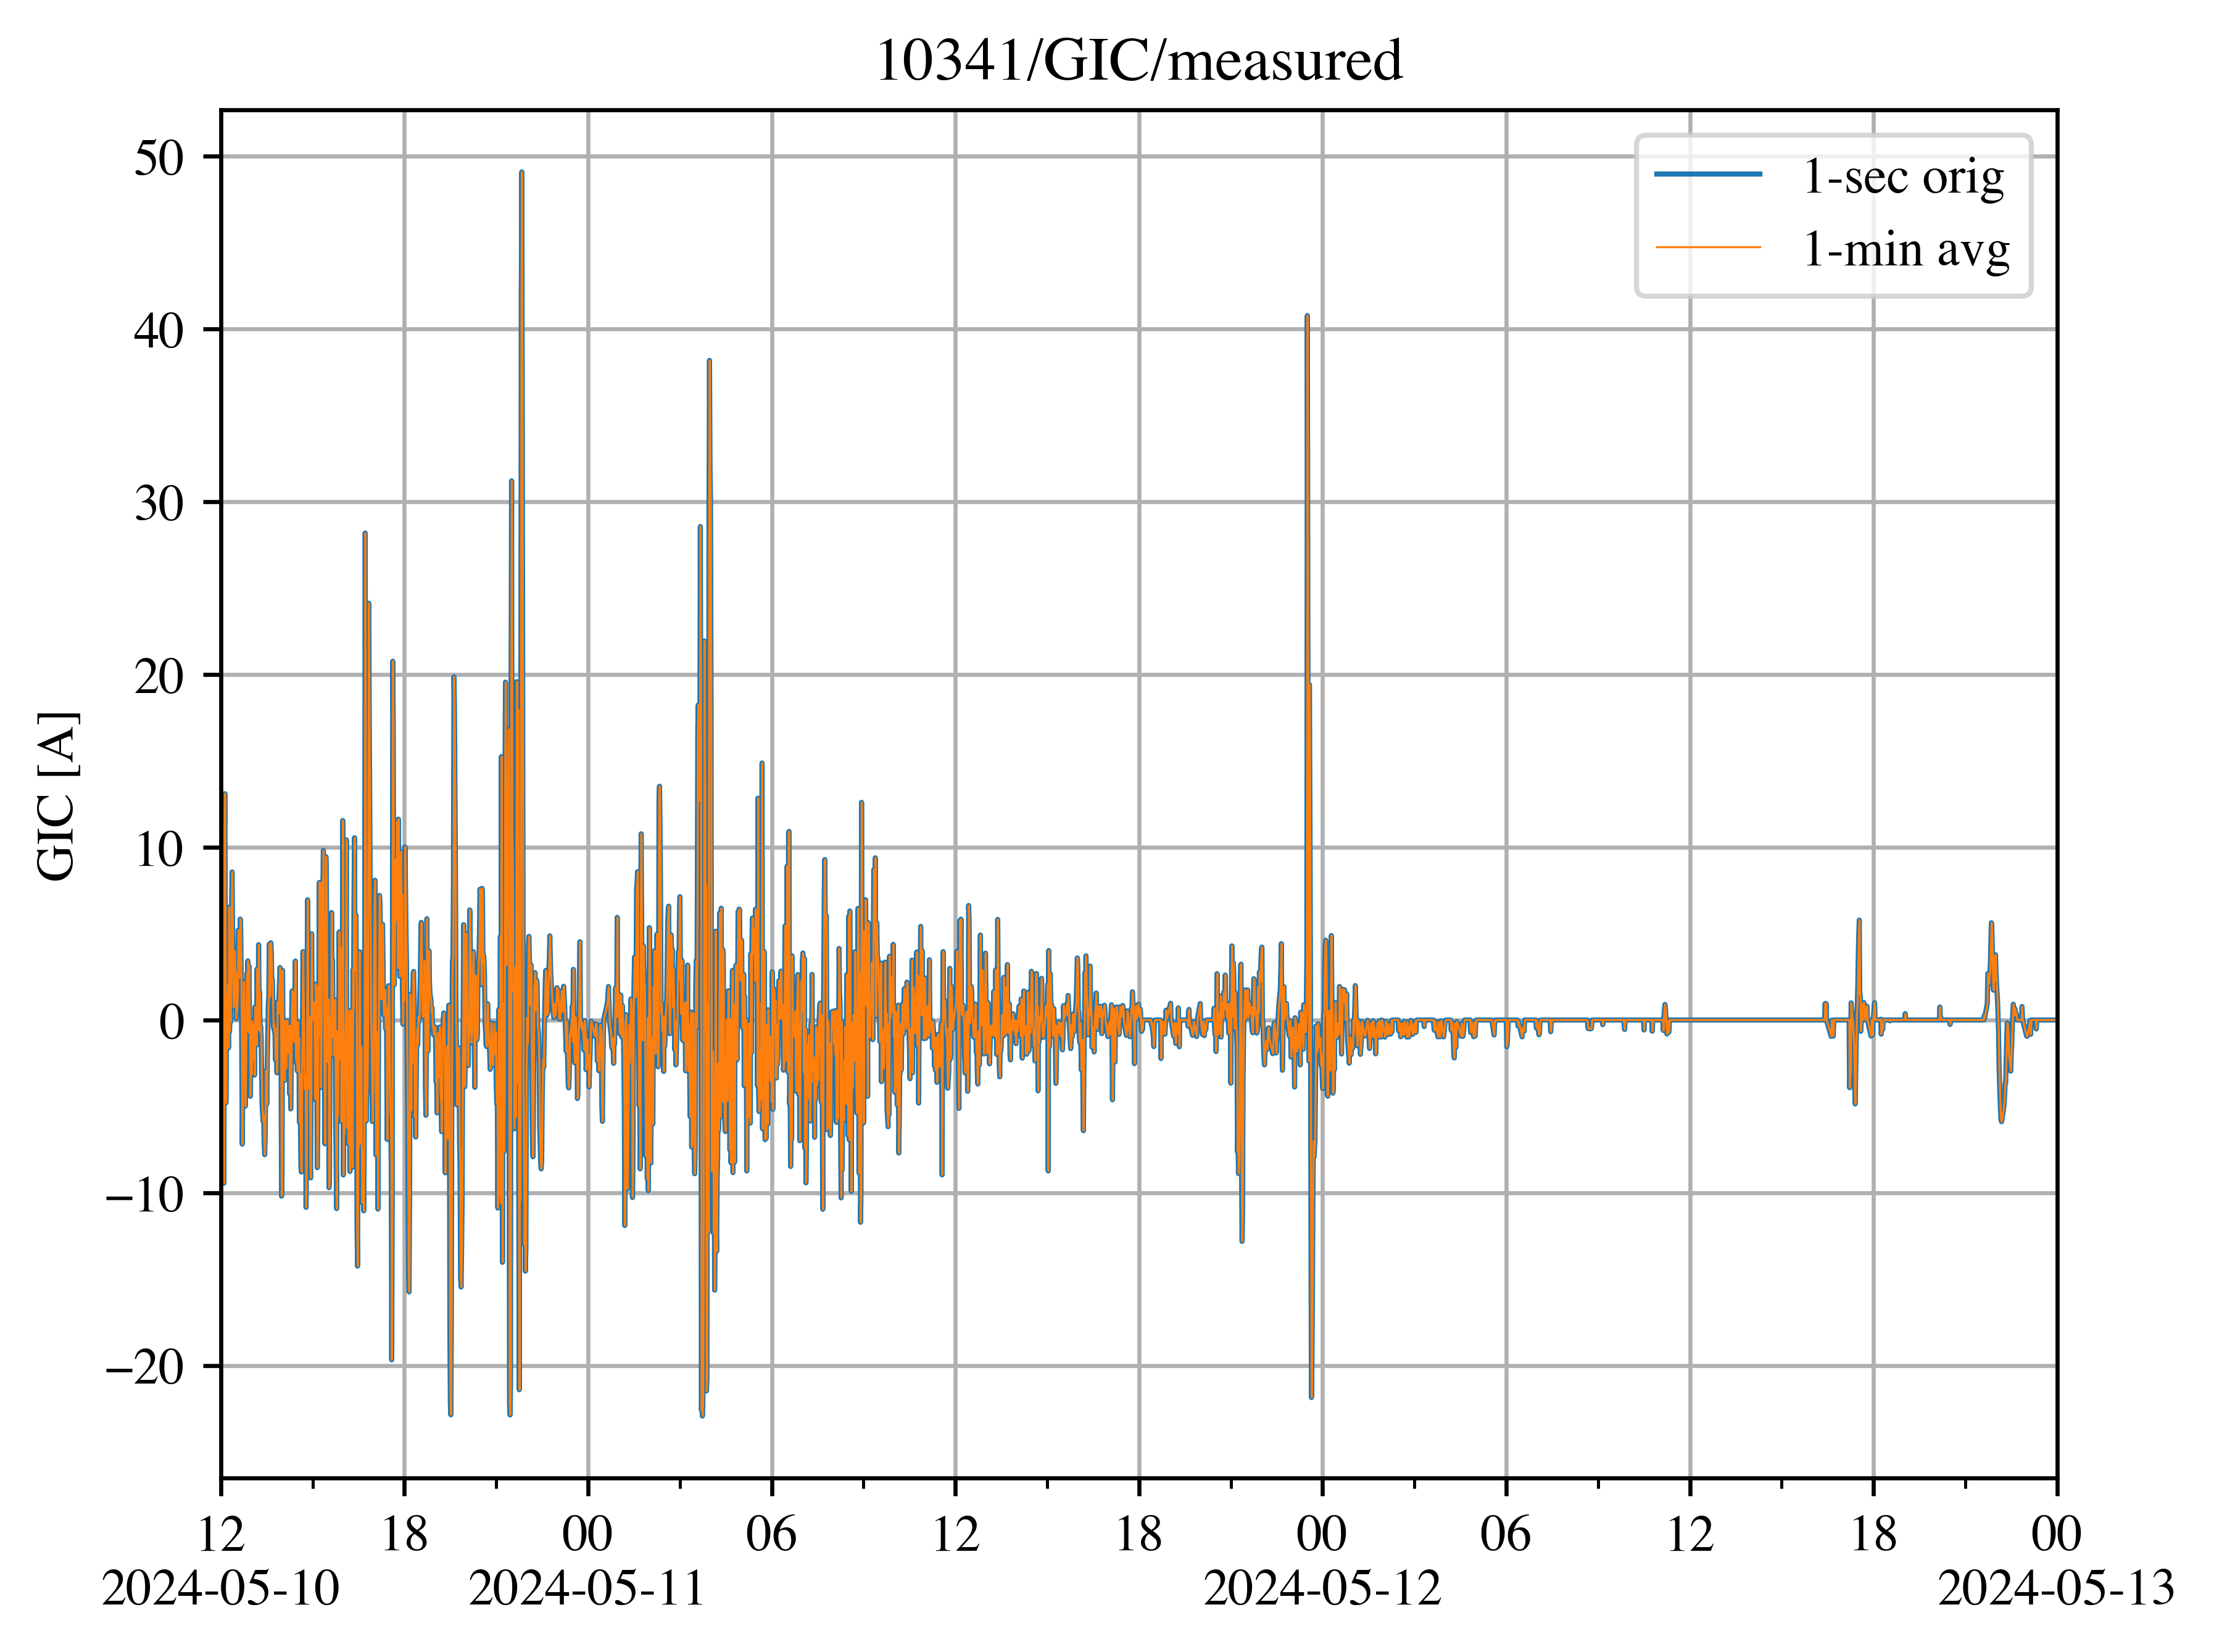 10341/GIC/measured
1-sec orig
1-min avg
50
40
30
20
10
0
−10
−20
GIC [A]
12 18 00 06 12 18 00 06 12 18 00
2024-05-10 2024-05-11 2024-05-12 2024-05-13